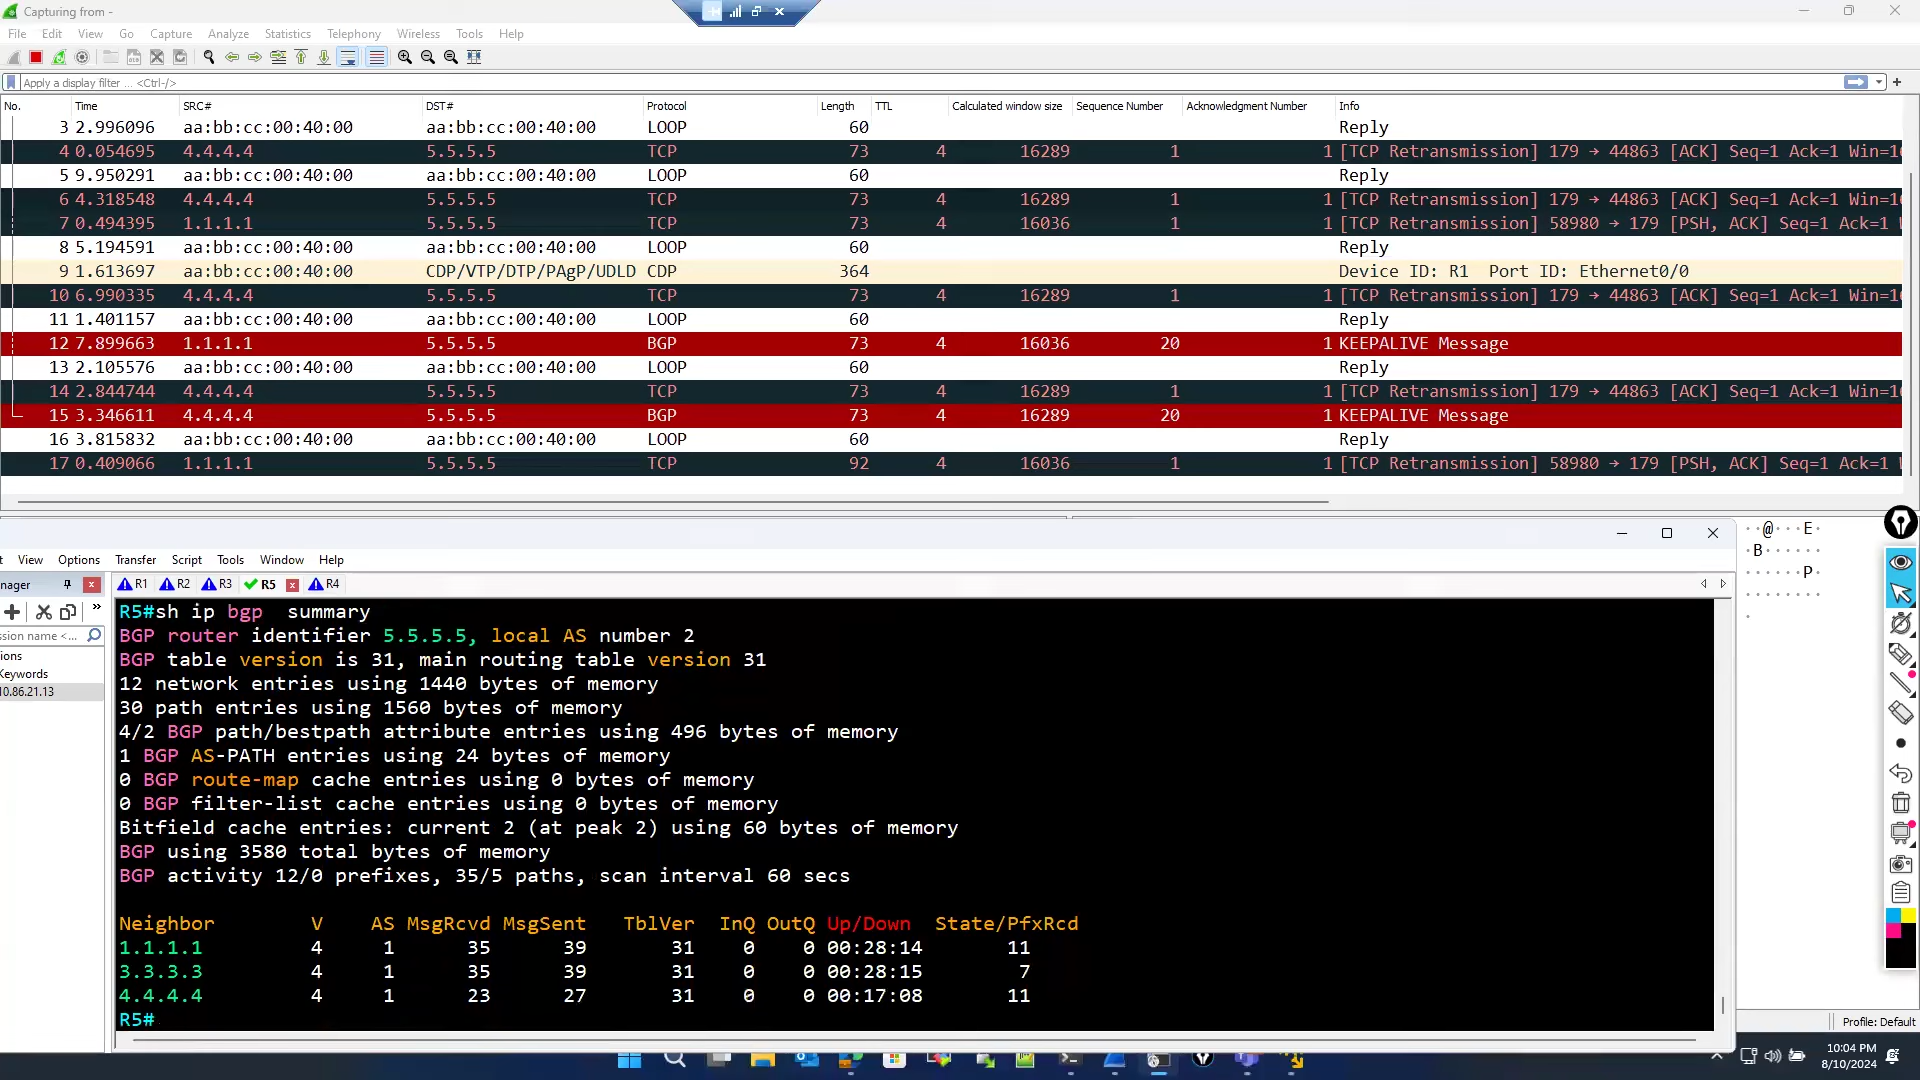 Capturing from -
File Edit View Go Capture Analyze Statistics Telephony Wireless Tools Help
Apply a display filter ... <Ctrl-/>
No. Time SRC# DST# Protocol Length TTL Calculated window size Sequence Number Acknowledgment Number Info
3 2.996096 aa:bb:cc:00:40:00 aa:bb:cc:00:40:00 LOOP 60 Reply
4 0.054695 4.4.4.4 5.5.5.5 TCP 73 4 16289 1 1 [TCP Retransmission] 179 → 44863 [ACK] Seq=1 Ack=1 Win=1
5 9.950291 aa:bb:cc:00:40:00 aa:bb:cc:00:40:00 LOOP 60 Reply
6 4.318548 4.4.4.4 5.5.5.5 TCP 73 4 16289 1 1 [TCP Retransmission] 179 → 44863 [ACK] Seq=1 Ack=1 Win=1
7 0.494395 1.1.1.1 5.5.5.5 TCP 73 4 16036 1 1 [TCP Retransmission] 58980 → 179 [PSH, ACK] Seq=1 Ack=1
8 5.194591 aa:bb:cc:00:40:00 aa:bb:cc:00:40:00 LOOP 60 Reply
9 1.613697 aa:bb:cc:00:40:00 CDP/VTP/DTP/PAgP/UDLD CDP 364 Device ID: R1 Port ID: Ethernet0/0
10 6.990335 4.4.4.4 5.5.5.5 TCP 73 4 16289 1 1 [TCP Retransmission] 179 → 44863 [ACK] Seq=1 Ack=1 Win=1
11 1.401157 aa:bb:cc:00:40:00 aa:bb:cc:00:40:00 LOOP 60 Reply
12 7.899663 1.1.1.1 5.5.5.5 BGP 73 4 16036 20 1 KEEPALIVE Message
13 2.105576 aa:bb:cc:00:40:00 aa:bb:cc:00:40:00 LOOP 60 Reply
14 2.844744 4.4.4.4 5.5.5.5 TCP 73 4 16289 1 1 [TCP Retransmission] 179 → 44863 [ACK] Seq=1 Ack=1 Win=1
15 3.346611 4.4.4.4 5.5.5.5 BGP 73 4 16289 20 1 KEEPALIVE Message
16 3.815832 aa:bb:cc:00:40:00 aa:bb:cc:00:40:00 LOOP 60 Reply
17 0.409066 1.1.1.1 5.5.5.5 TCP 92 4 16036 1 1 [TCP Retransmission] 58980 → 179 [PSH, ACK] Seq=1 Ack=1
··@···E·
·B······
······P·
········
·
t View Options Transfer Script Tools Window Help
nager R1 R2 R3 R5 R4
ssion name <...
ions
Keywords
10.86.21.13
R5#sh ip bgp  summary
BGP router identifier 5.5.5.5, local AS number 2
BGP table version is 31, main routing table version 31
12 network entries using 1440 bytes of memory
30 path entries using 1560 bytes of memory
4/2 BGP path/bestpath attribute entries using 496 bytes of memory
1 BGP AS-PATH entries using 24 bytes of memory
0 BGP route-map cache entries using 0 bytes of memory
0 BGP filter-list cache entries using 0 bytes of memory
Bitfield cache entries: current 2 (at peak 2) using 60 bytes of memory
BGP using 3580 total bytes of memory
BGP activity 12/0 prefixes, 35/5 paths, scan interval 60 secs
Neighbor V AS MsgRcvd MsgSent TblVer InQ OutQ Up/Down State/PfxRcd
1.1.1.1 4 1 35 39 31 0 0 00:28:14 11
3.3.3.3 4 1 35 39 31 0 0 00:28:15 7
4.4.4.4 4 1 23 27 31 0 0 00:17:08 11
R5#
Profile: Default
10:04 PM
8/10/2024